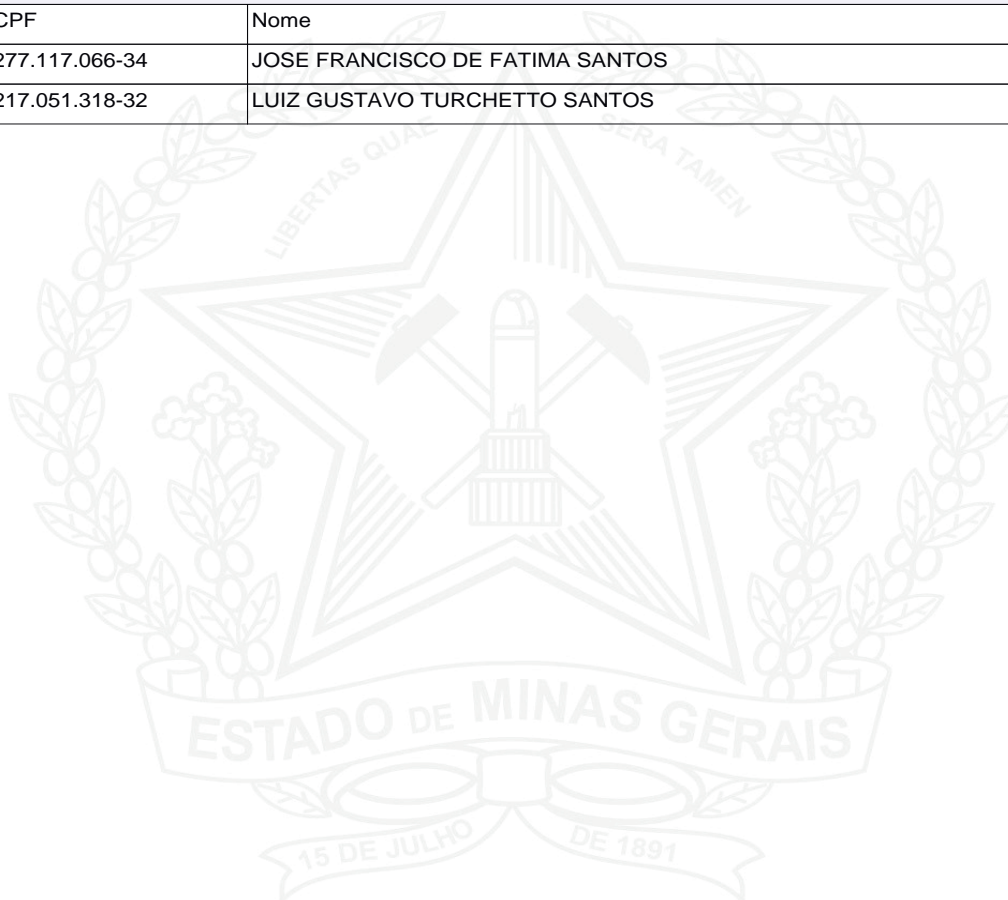 CPF Nome
277.117.066-34 JOSE FRANCISCO DE FATIMA SANTOS
217.051.318-32 LUIZ GUSTAVO TURCHETTO SANTOS
LIBERTAS QUAE SERA TAMEN
ESTADO DE MINAS GERAIS
15 DE JULHO DE 1891